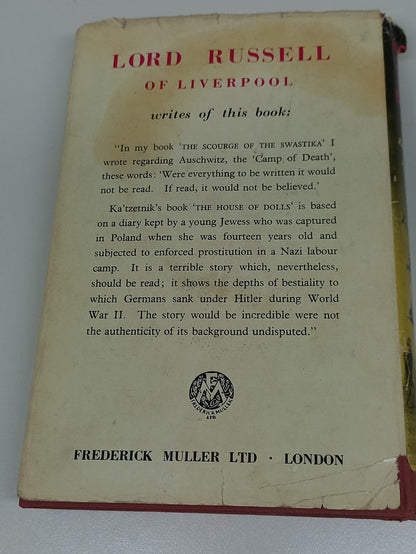 LORD RUSSELL
OF LIVERPOOL
writes of this book:
"In my book 'THE SCOURGE OF THE SWASTIKA' I
wrote regarding Auschwitz, the 'Camp of Death',
these words: 'Were everything to be written it would
not be read. If read, it would not be believed.'
Ka'tzetnik's book 'THE HOUSE OF DOLLS' is based
on a diary kept by a young Jewess who was captured
in Poland when she was fourteen years old and
subjected to enforced prostitution in a Nazi labour
camp. It is a terrible story which, nevertheless,
should be read; it shows the depths of bestiality to
which Germans sank under Hitler during World
War II. The story would be incredible were not
the authenticity of its background undisputed."
FREDERICK MULLER
LTD
FREDERICK MULLER LTD · LONDON